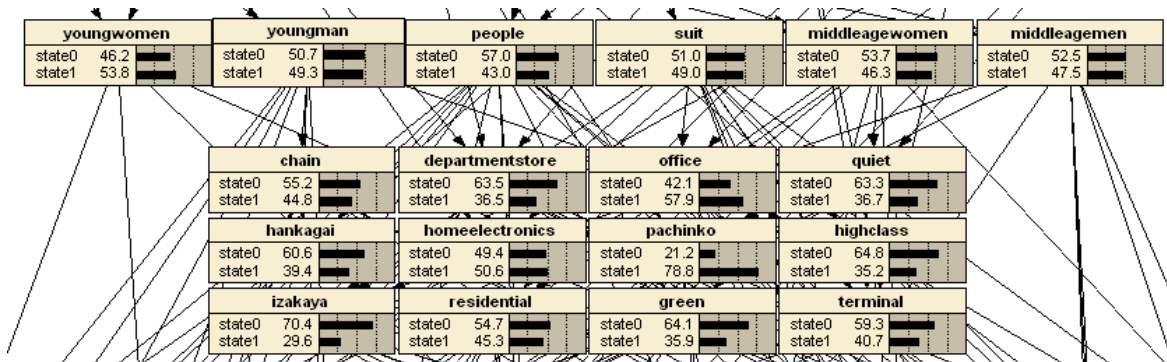 youngwomen
state0 46.2
state1 53.8
youngman
state0 50.7
state1 49.3
people
state0 57.0
state1 43.0
suit
state0 51.0
state1 49.0
middleagewomen
state0 53.7
state1 46.3
middleagemen
state0 52.5
state1 47.5
chain
state0 55.2
state1 44.8
departmentstore
state0 63.5
state1 36.5
office
state0 42.1
state1 57.9
quiet
state0 63.3
state1 36.7
hankagai
state0 60.6
state1 39.4
homeelectronics
state0 49.4
state1 50.6
pachinko
state0 21.2
state1 78.8
highclass
state0 64.8
state1 35.2
izakaya
state0 70.4
state1 29.6
residential
state0 54.7
state1 45.3
green
state0 64.1
state1 35.9
terminal
state0 59.3
state1 40.7